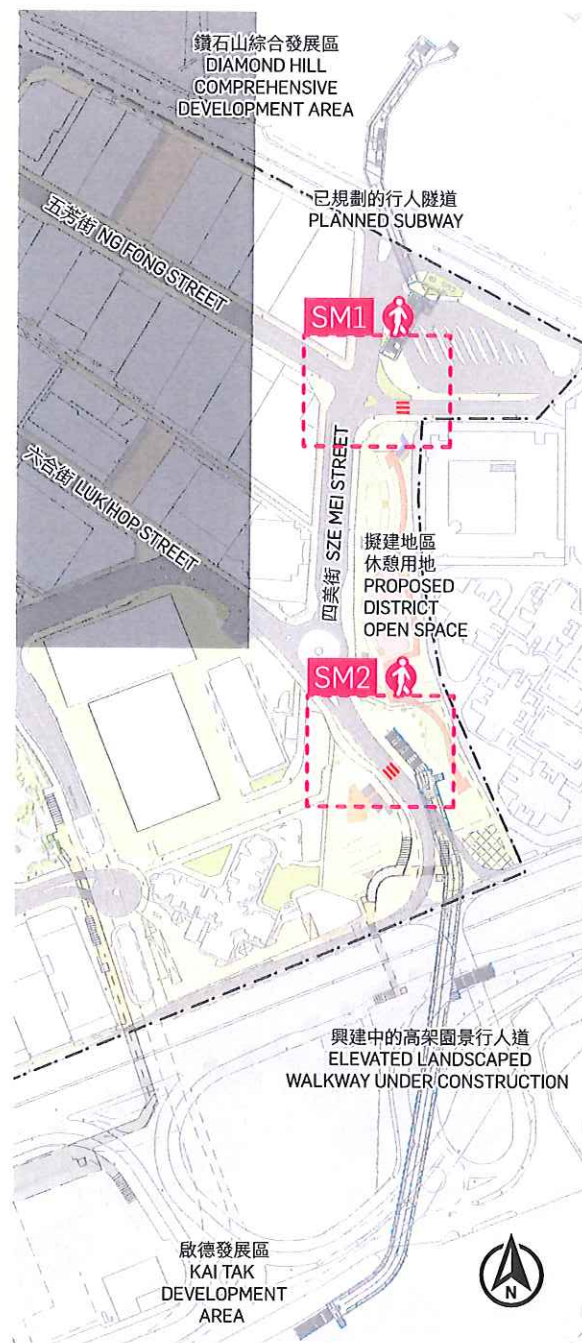 鑽石山綜合發展區
DIAMOND HILL
COMPREHENSIVE
DEVELOPMENT AREA
已規劃的行人隧道
PLANNED SUBWAY
五芳街 NG FONG STREET
SM1
六合街 LUK HOP STREET
四美街 SZE MEI STREET
擬建地區
休憩用地
PROPOSED
DISTRICT
OPEN SPACE
SM2
興建中的高架園景行人道
ELEVATED LANDSCAPED
WALKWAY UNDER CONSTRUCTION
啟德發展區
KAI TAK
DEVELOPMENT
AREA
N